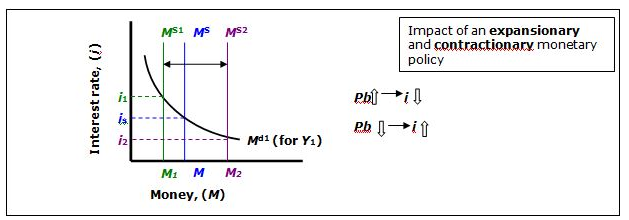 M^S1 M^S M^S2
Interest rate, (i)
i1
is
i2
M^d1 (for Y1)
M1 M M2
Money, (M)
Impact of an expansionary
and contractionary monetary
policy
Pb⇧→i⇩
Pb⇩→i⇧